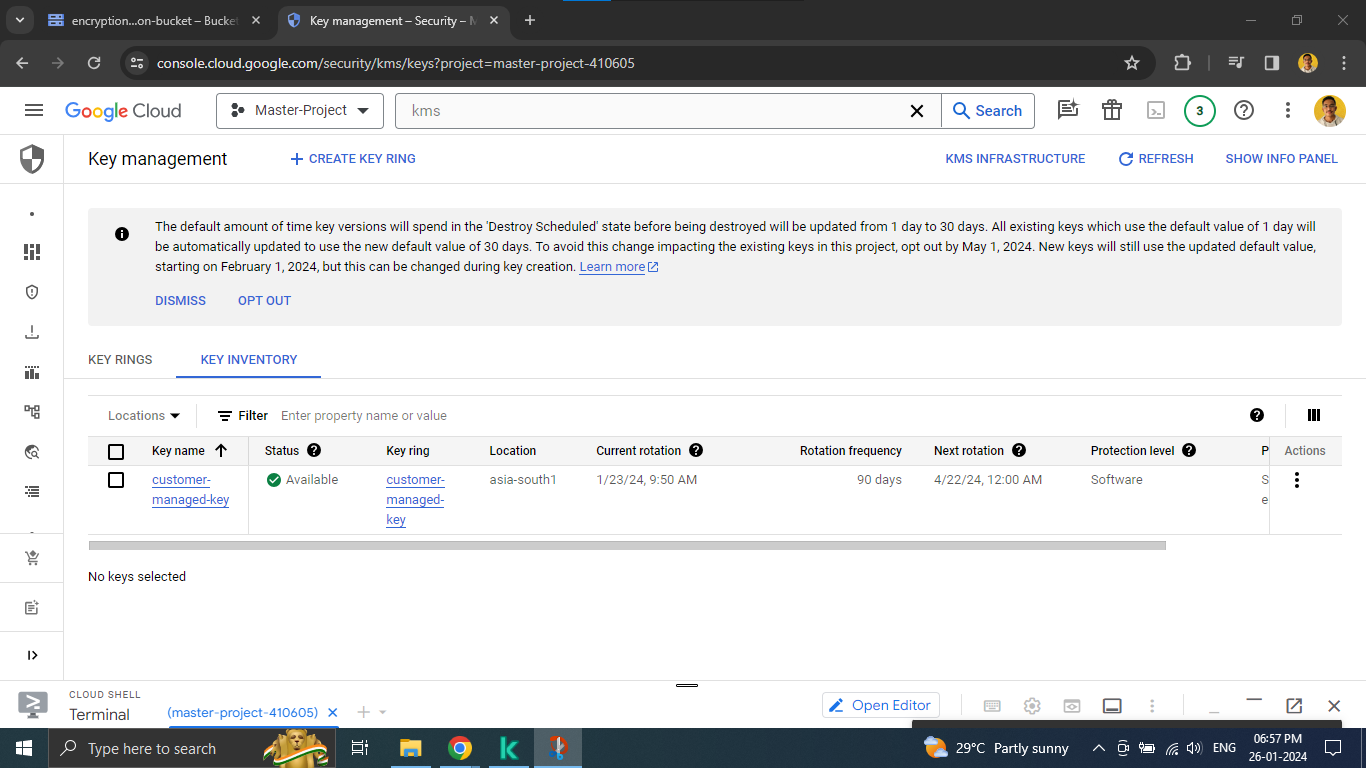 encryption...on-bucket – Bucke
Key management – Security – M
console.cloud.google.com/security/kms/keys?project=master-project-410605
Google Cloud
Master-Project
kms
Search
3
Key management
CREATE KEY RING
KMS INFRASTRUCTURE
REFRESH
SHOW INFO PANEL
The default amount of time key versions will spend in the 'Destroy Scheduled' state before being destroyed will be updated from 1 day to 30 days. All existing keys which use the default value of 1 day will
be automatically updated to use the new default value of 30 days. To avoid this change impacting the existing keys in this project, opt out by May 1, 2024. New keys will still use the updated default value,
starting on February 1, 2024, but this can be changed during key creation. Learn more
DISMISS
OPT OUT
KEY RINGS
KEY INVENTORY
Locations
Filter
Enter property name or value
Key name
Status
Key ring
Location
Current rotation
Rotation frequency
Next rotation
Protection level
P
Actions
customer-
managed-key
Available
customer-
managed-
key
asia-south1
1/23/24, 9:50 AM
90 days
4/22/24, 12:00 AM
Software
S
e
No keys selected
CLOUD SHELL
Terminal
(master-project-410605)
Open Editor
Type here to search
29°C Partly sunny
ENG
06:57 PM
26-01-2024